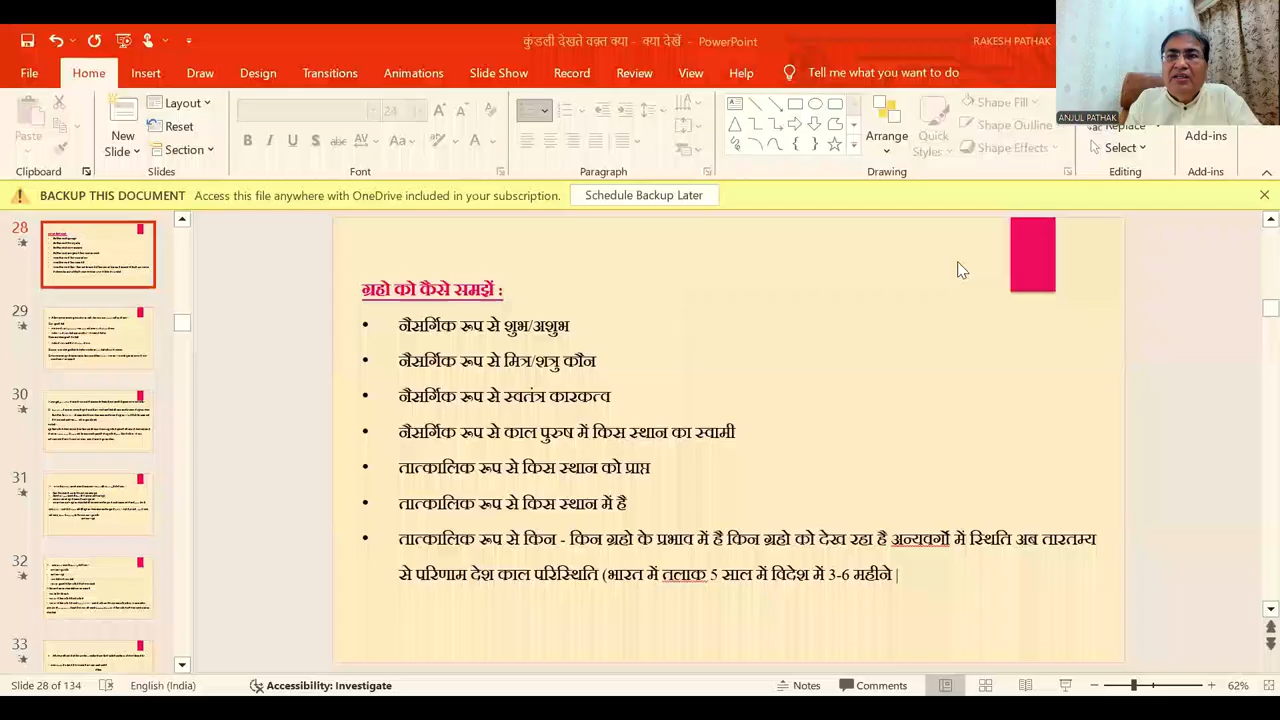 कुंडली देखते वक़्त क्या - क्या देखें - PowerPoint
RAKESH PATHAK
File Home Insert Draw Design Transitions Animations Slide Show Record Review View Help Tell me what you want to do
Paste
New Slide
Layout
Reset
Section
24
Arrange
Quick Styles
Shape Fill
Shape Outline
Shape Effects
Replace
Select
Add-ins
ANJUL PATHAK
Clipboard Slides Font Paragraph Drawing Editing Add-ins
BACKUP THIS DOCUMENT Access this file anywhere with OneDrive included in your subscription. Schedule Backup Later
28
29
30
31
32
33
ग्रहो को कैसे समझें :
• नैसर्गिक रूप से शुभ/अशुभ
• नैसर्गिक रूप से मित्र/शत्रु कौन
• नैसर्गिक रूप से स्वतंत्र कारकत्व
• नैसर्गिक रूप से काल पुरुष में किस स्थान का स्वामी
• तात्कालिक रूप से किस स्थान को प्राप्त
• तात्कालिक रूप से किस स्थान में है
• तात्कालिक रूप से किन - किन ग्रहो के प्रभाव में है किन ग्रहो को देख रहा है अन्यवर्गो में स्थिति अब तारतम्य
से परिणाम देश काल परिस्थिति (भारत में तलाक 5 साल में विदेश में 3-6 महीने
Slide 28 of 134 English (India) Accessibility: Investigate Notes Comments 62%